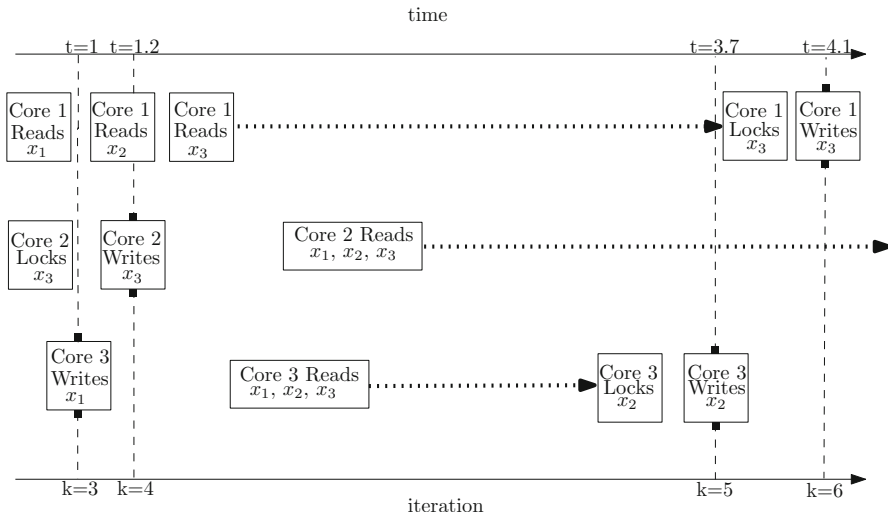 time
t=1 t=1.2 t=3.7 t=4.1
Core 1
Reads
x₁
Core 1
Reads
x₂
Core 1
Reads
x₃
Core 1
Locks
x₃
Core 1
Writes
x₃
Core 2
Locks
x₃
Core 2
Writes
x₃
Core 2 Reads
x₁, x₂, x₃
Core 3
Writes
x₁
Core 3 Reads
x₁, x₂, x₃
Core 3
Locks
x₂
Core 3
Writes
x₂
k=3 k=4 k=5 k=6
iteration